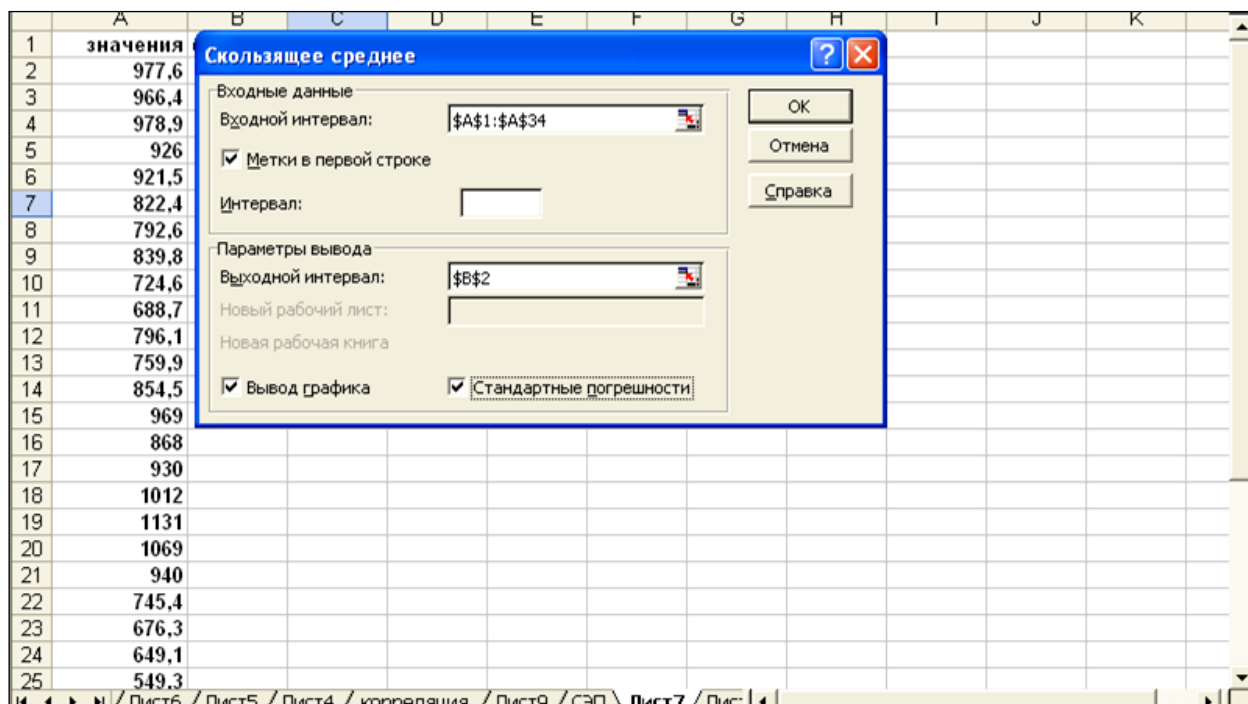 A B C D E F G H I J K
1 значения
Скользящее среднее
2 977,6
Входные данные
3 966,4
Входной интервал: $A$1:$A$34 OK
4 978,9
5 926 Отмена
Метки в первой строке
6 921,5
Справка
7 822,4
Интервал:
8 792,6
Параметры вывода
9 839,8
Выходной интервал: $B$2
10 724,6
11 688,7
Новый рабочий лист:
12 796,1
Новая рабочая книга
13 759,9
14 854,5
Вывод графика Стандартные погрешности
15 969
16 868
17 930
18 1012
19 1131
20 1069
21 940
22 745,4
23 676,3
24 649,1
25 549,3
Лист6 Лист5 Лист4 корреляция Лист9 СЭП Лист7 Лис